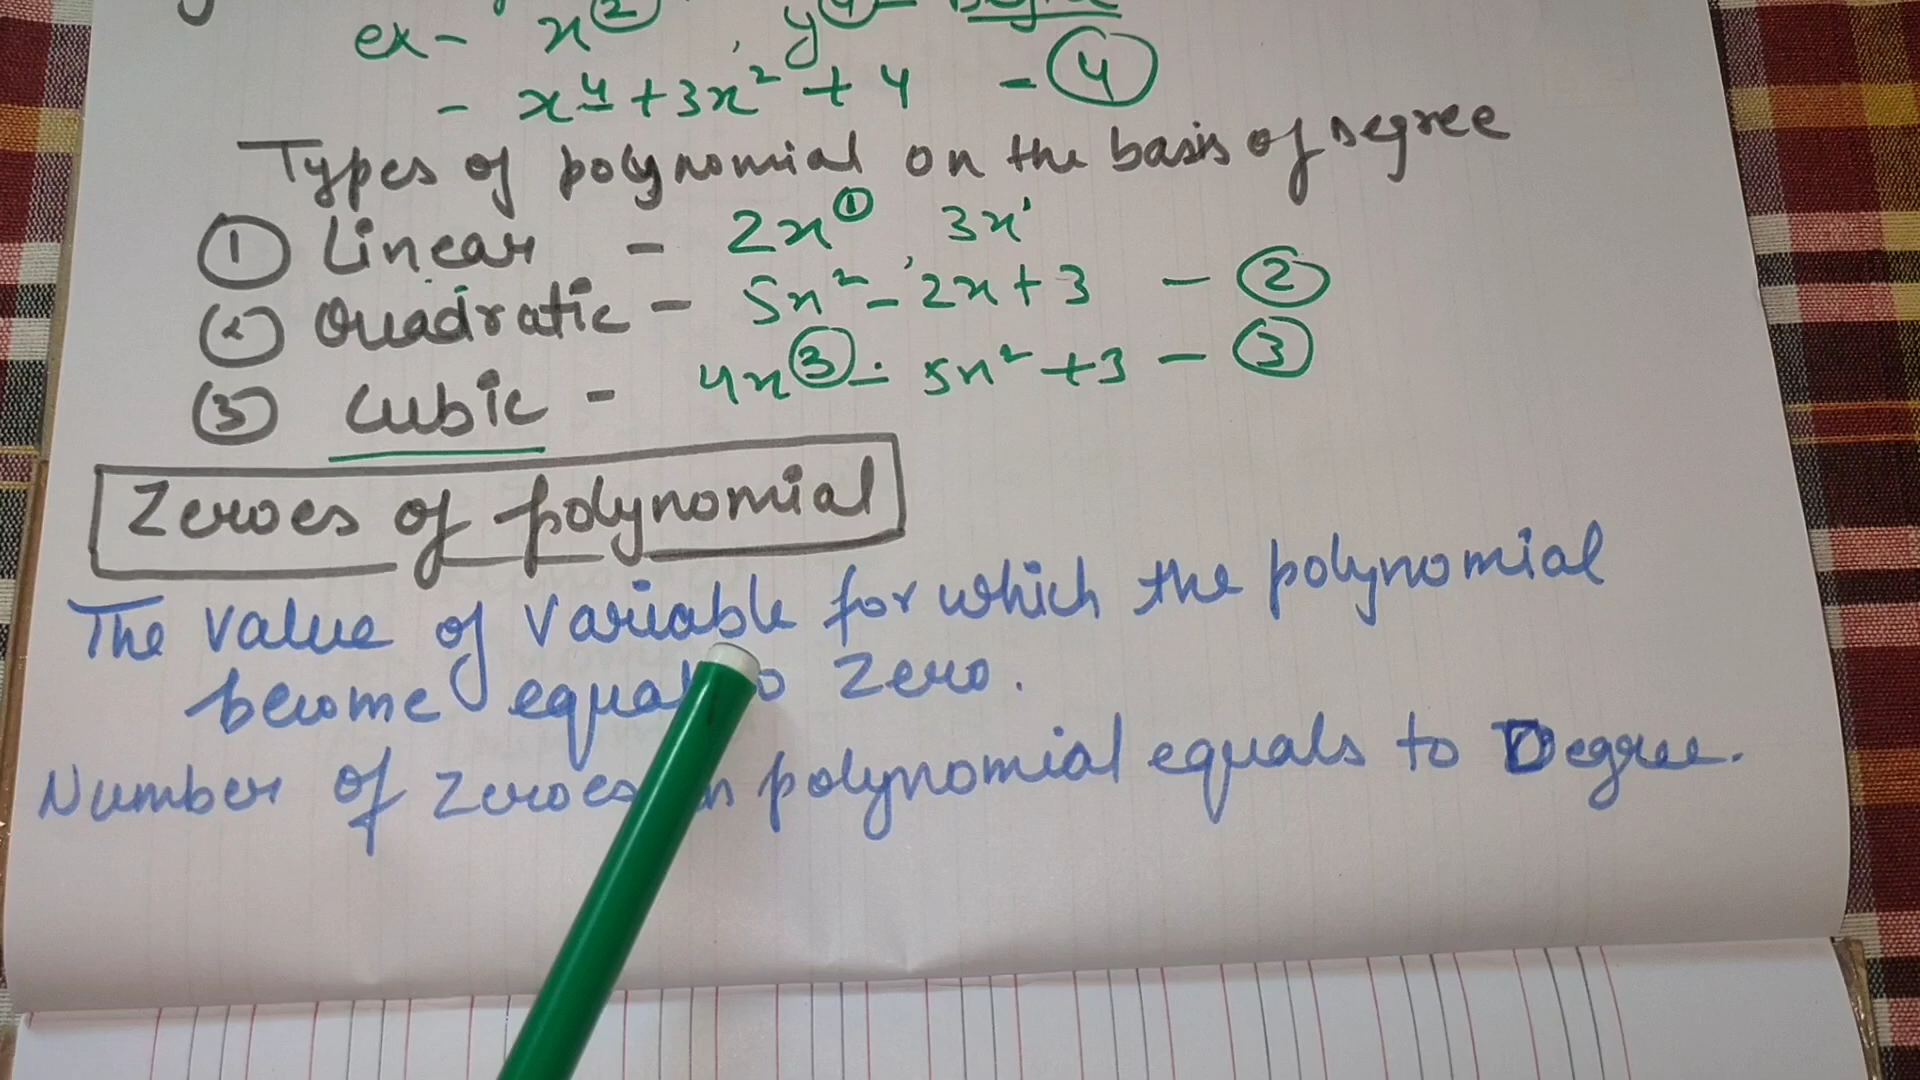 ex - x² , y⁴ - Degree
- x⁴ + 3x² + 4 - 4
Types of polynomial on the basis of Degree
1 Linear - 2x¹ , 3x¹
2 Quadratic - 5x² - 2x + 3 - 2
3 Cubic - 4x³ - 5x² + 3 - 3
Zeroes of polynomial
The value of variable for which the polynomial
become equal to zero.
Number of zeroes in polynomial equals to Degree.